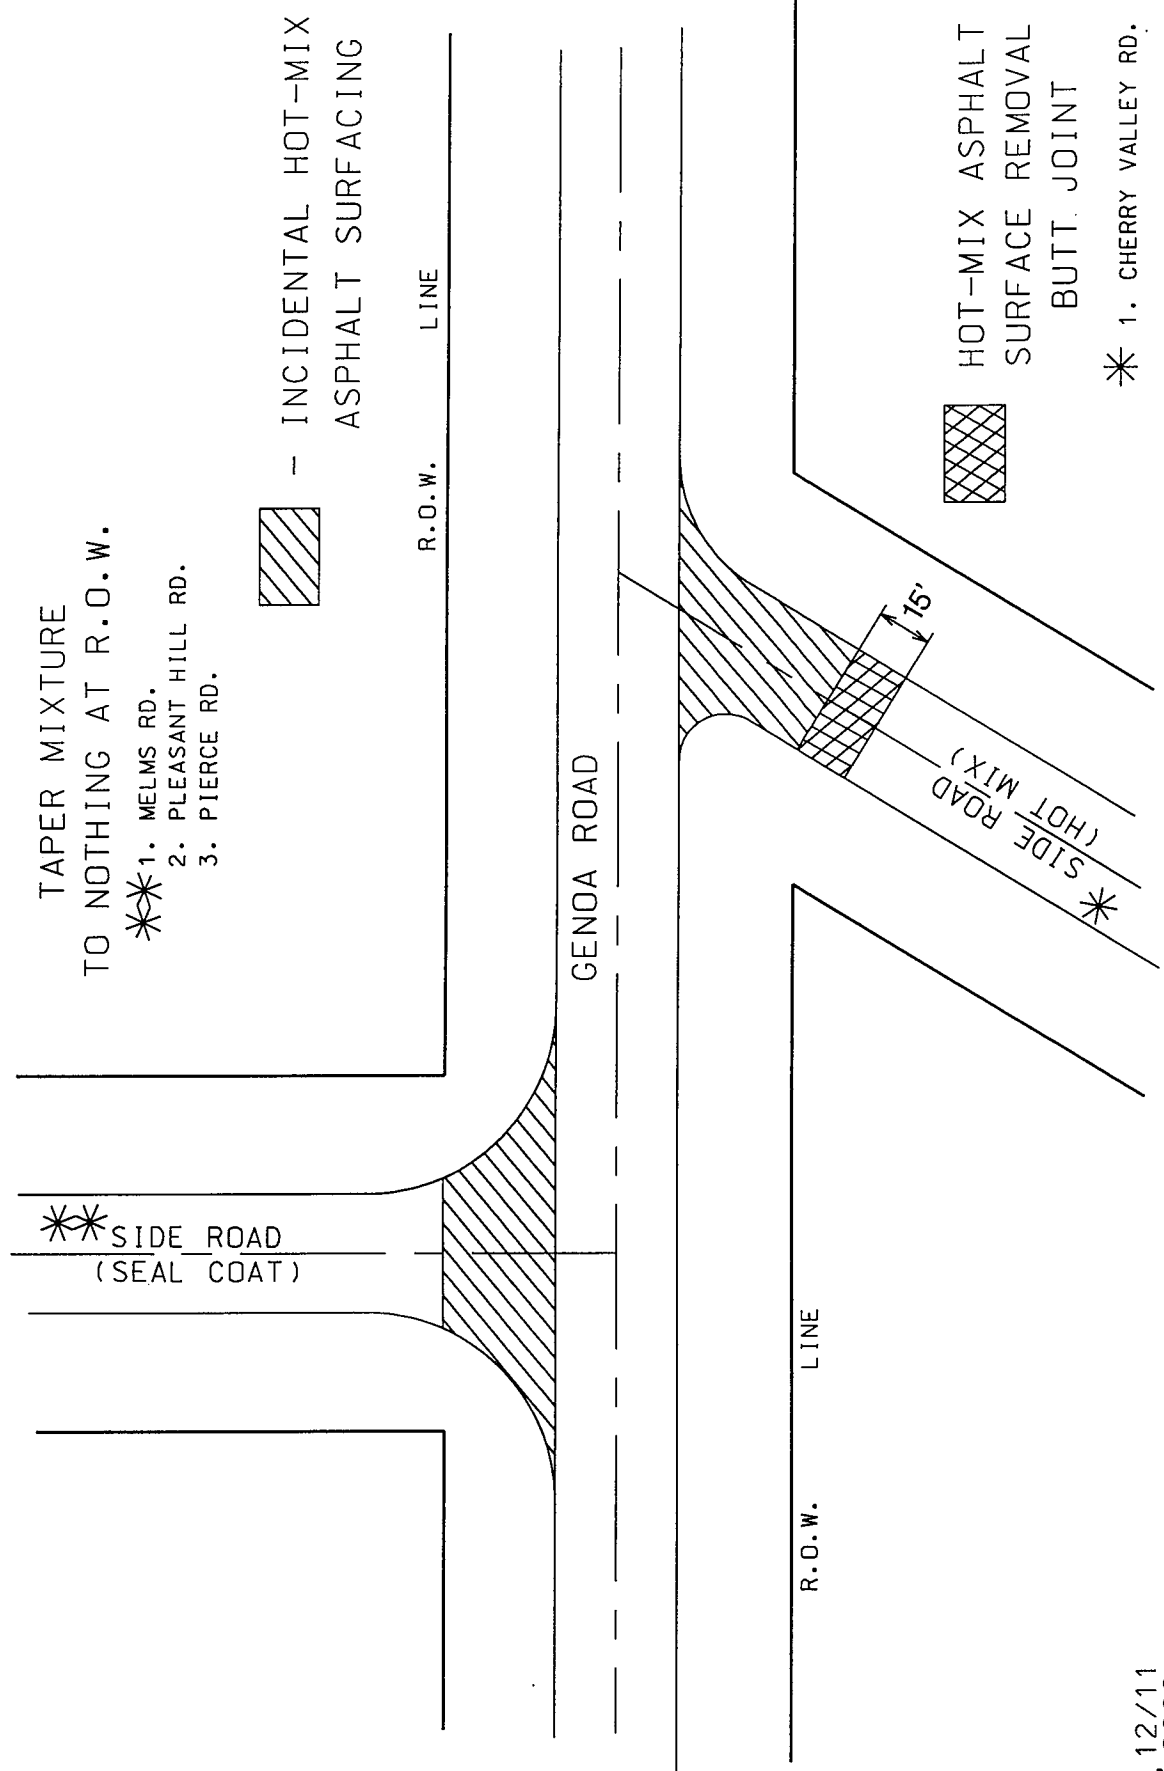 TAPER MIXTURE
TO NOTHING AT R.O.W.
** 1. MELMS RD.
2. PLEASANT HILL RD.
3. PIERCE RD.
- INCIDENTAL HOT-MIX
ASPHALT SURFACING
R.O.W. LINE
** SIDE ROAD
(SEAL COAT)
GENOA ROAD
15'
* SIDE ROAD
(HOT MIX)
R.O.W. LINE
HOT-MIX ASPHALT
SURFACE REMOVAL
BUTT. JOINT
* 1. CHERRY VALLEY RD.
12/11